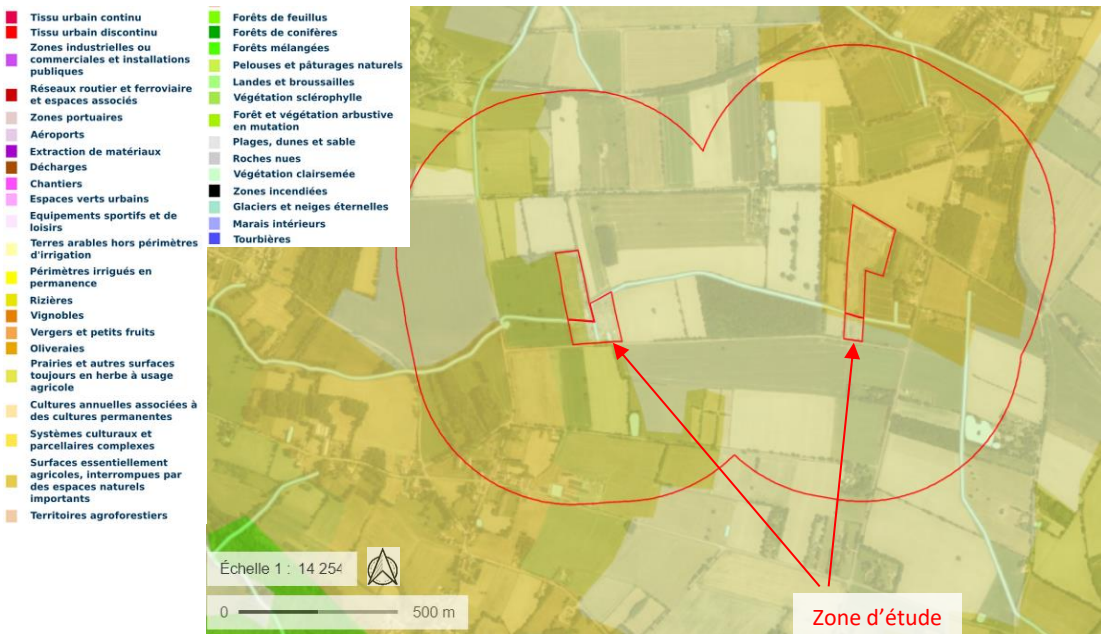 Tissu urbain continu
Tissu urbain discontinu
Zones industrielles ou
commerciales et installations
publiques
Réseaux routier et ferroviaire
et espaces associés
Zones portuaires
Aéroports
Extraction de matériaux
Décharges
Chantiers
Espaces verts urbains
Equipements sportifs et de
loisirs
Terres arables hors périmètres
d'irrigation
Périmètres irrigués en
permanence
Rizières
Vignobles
Vergers et petits fruits
Oliveraies
Prairies et autres surfaces
toujours en herbe à usage
agricole
Cultures annuelles associées à
des cultures permanentes
Systèmes culturaux et
parcellaires complexes
Surfaces essentiellement
agricoles, interrompues par
des espaces naturels
importants
Territoires agroforestiers
Forêts de feuillus
Forêts de conifères
Forêts mélangées
Pelouses et pâturages naturels
Landes et broussailles
Végétation sclérophylle
Forêt et végétation arbustive
en mutation
Plages, dunes et sable
Roches nues
Végétation clairsemée
Zones incendiées
Glaciers et neiges éternelles
Marais intérieurs
Tourbières
Échelle 1 : 14 254
0 500 m
Zone d'étude